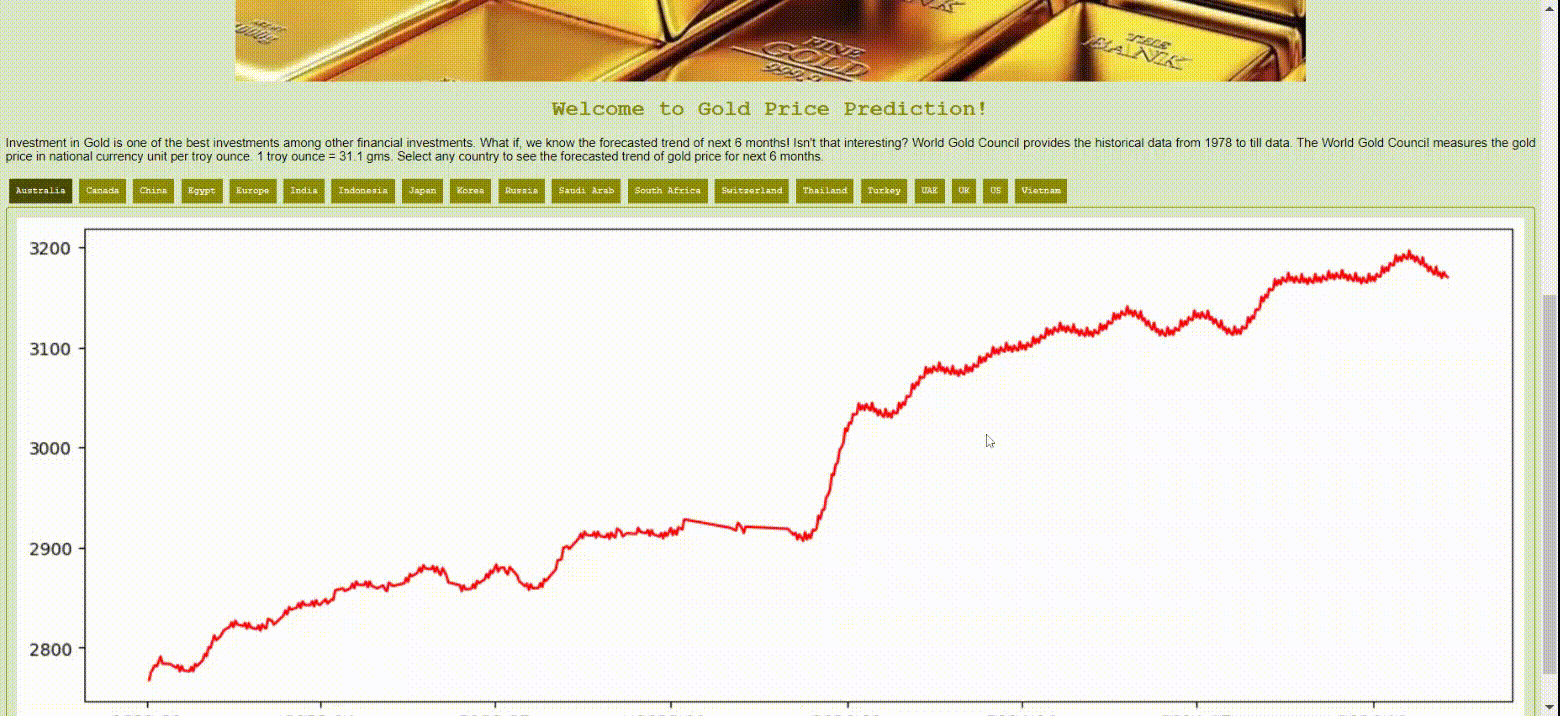 FINE
GOLD
THE
BANK
Welcome to Gold Price Prediction!
Investment in Gold is one of the best investments among other financial investments. What if, we know the forecasted trend of next 6 months! Isn't that interesting? World Gold Council provides the historical data from 1978 to till data. The World Gold Council measures the gold
price in national currency unit per troy ounce. 1 troy ounce = 31.1 gms. Select any country to see the forecasted trend of gold price for next 6 months.
Australia Canada China Egypt Europe India Indonesia Japan Korea Russia Saudi Arab South Africa Switzerland Thailand Turkey UAE UK US Vietnam
3200
3100
3000
2900
2800